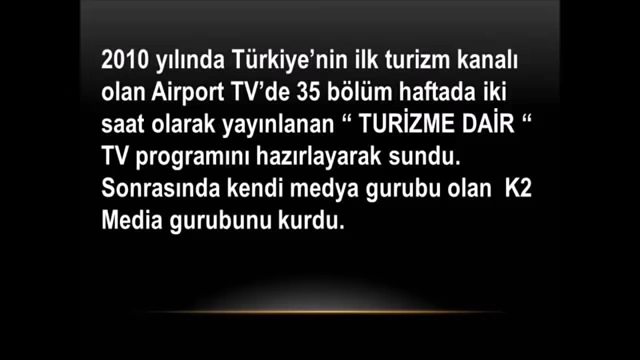 2010 yılında Türkiye’nin ilk turizm kanalı
olan Airport TV’de 35 bölüm haftada iki
saat olarak yayınlanan “ TURİZME DAİR “
TV programını hazırlayarak sundu.
Sonrasında kendi medya gurubu olan K2
Media gurubunu kurdu.